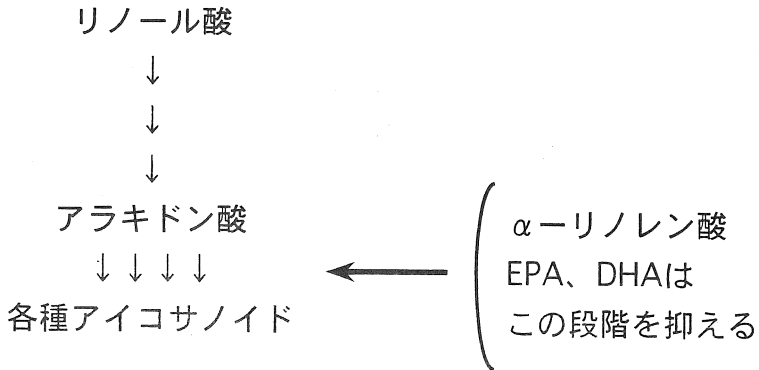 リノール酸
↓
↓
↓
アラキドン酸
↓↓↓↓
各種アイコサノイド
α-リノレン酸
EPA、DHAは
この段階を抑える